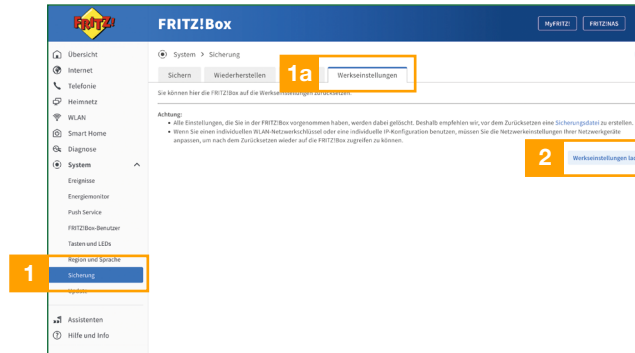 FRITZ!
FRITZ!Box
MyFRITZ!
FRITZ!NAS
Übersicht
Internet
Telefonie
Heimnetz
WLAN
Smart Home
Diagnose
System
Ereignisse
Energiemonitor
Push Service
FRITZ!Box-Benutzer
Tasten und LEDs
Region und Sprache
1
Sicherung
Update
Assistenten
Hilfe und Info
System > Sicherung
Sichern
Wiederherstellen
1a
Werkseinstellungen
Sie können hier die FRITZ!Box auf die Werkseinstellungen zurücksetzen.
Achtung:
• Alle Einstellungen, die Sie in der FRITZ!Box vorgenommen haben, werden dabei gelöscht. Deshalb empfehlen wir, vor dem Zurücksetzen eine Sicherungsdatei zu erstellen.
• Wenn Sie einen individuellen WLAN-Netzwerkschlüssel oder eine individuelle IP-Konfiguration benutzen, müssen Sie die Netzwerkeinstellungen Ihrer Netzwerkgeräte
anpassen, um nach dem Zurücksetzen wieder auf die FRITZ!Box zugreifen zu können.
2
Werkseinstellungen la